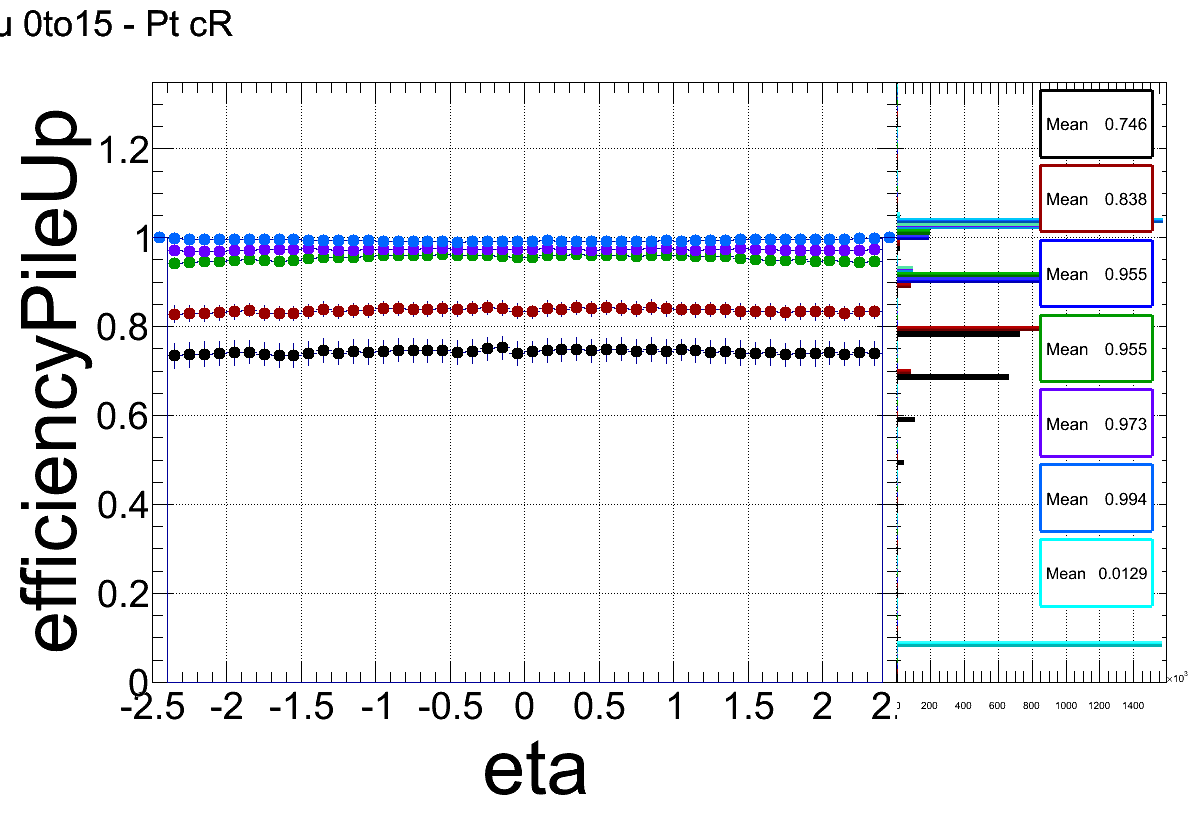 u 0to15 - Pt cR
efficiencyPileUp
1.2
1
0.8
0.6
0.4
0.2
0
-2.5 -2 -1.5 -1 -0.5 0 0.5 1 1.5 2 2.
eta
Mean 0.746
Mean 0.838
Mean 0.955
Mean 0.955
Mean 0.973
Mean 0.994
Mean 0.0129
×10³
200 400 600 800 1000 1200 1400